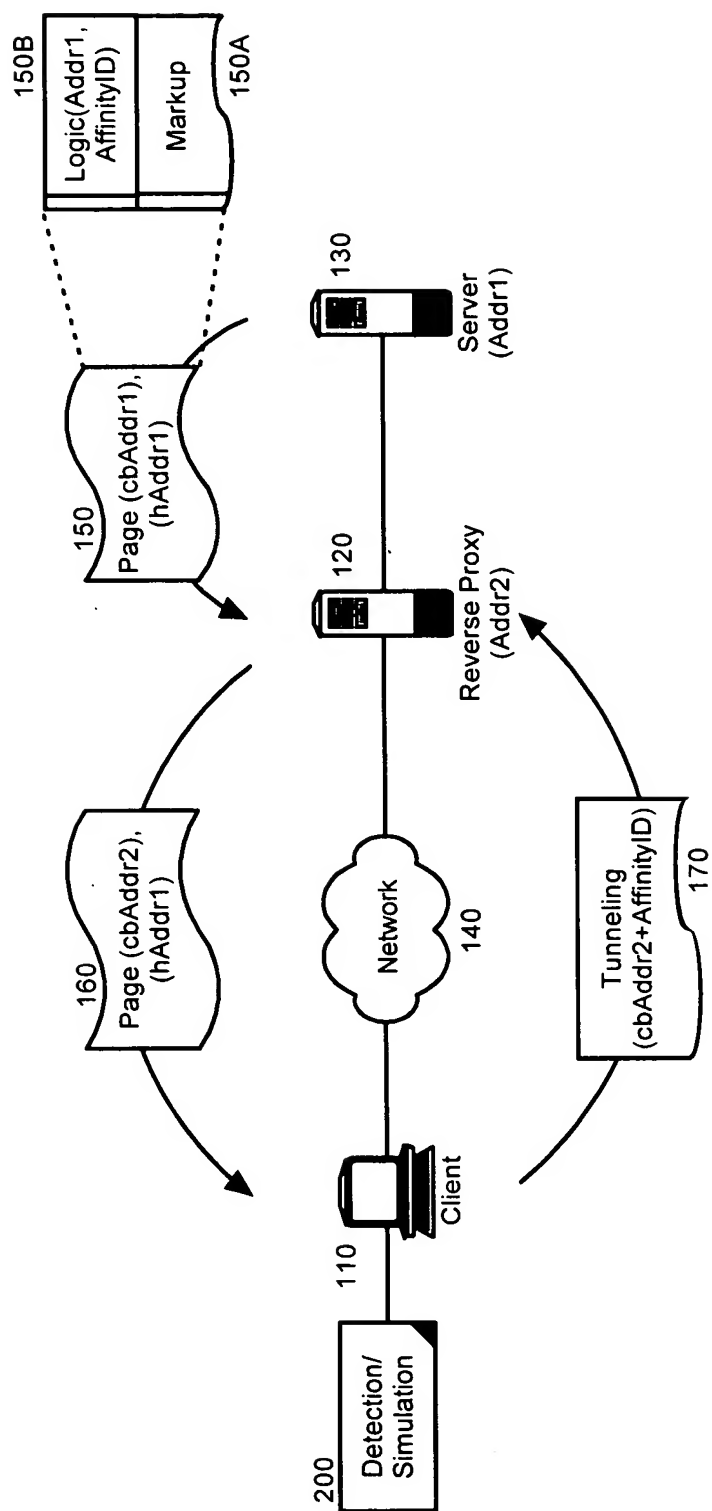 150B
Logic(Addr1,
AffinityID)
Markup
150A
150
Page (cbAddr1),
(hAddr1)
130
Server
(Addr1)
120
Reverse Proxy
(Addr2)
160
Page (cbAddr2),
(hAddr1)
Network
140
Tunneling
(cbAddr2+AffinityID)
170
110
Client
200
Detection/
Simulation